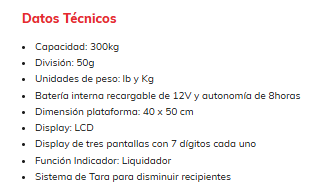 Datos Técnicos
• Capacidad: 300kg
• División: 50g
• Unidades de peso: lb y Kg
• Batería interna recargable de 12V y autonomía de 8horas
• Dimensión plataforma: 40 x 50 cm
• Display: LCD
• Display de tres pantallas con 7 dígitos cada uno
• Función Indicador: Liquidador
• Sistema de Tara para disminuir recipientes